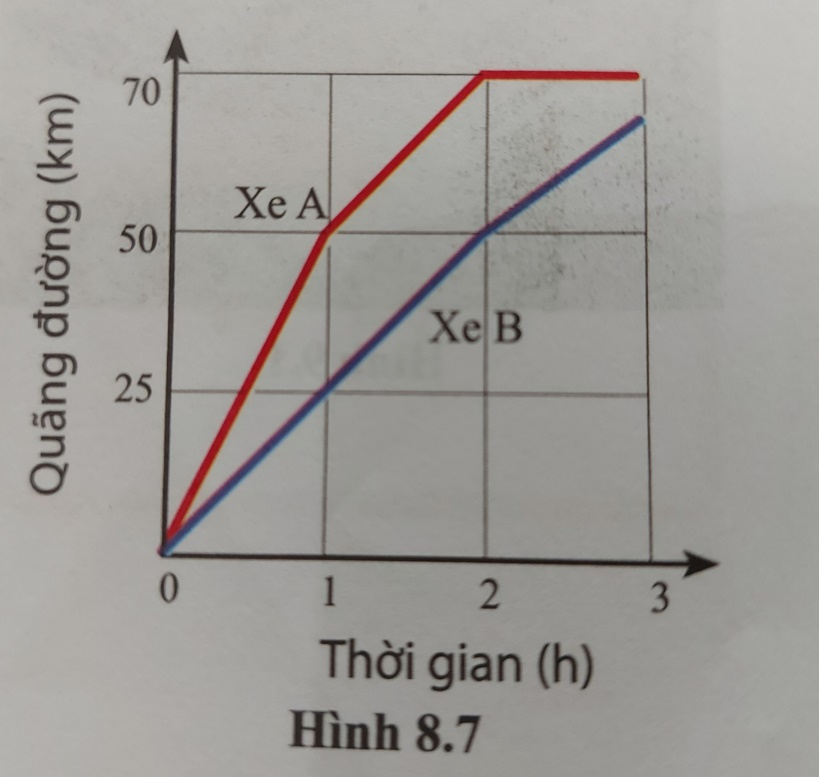 70
50
25
Quãng đường (km)
Xe A
Xe B
0 1 2 3
Thời gian (h)
Hình 8.7